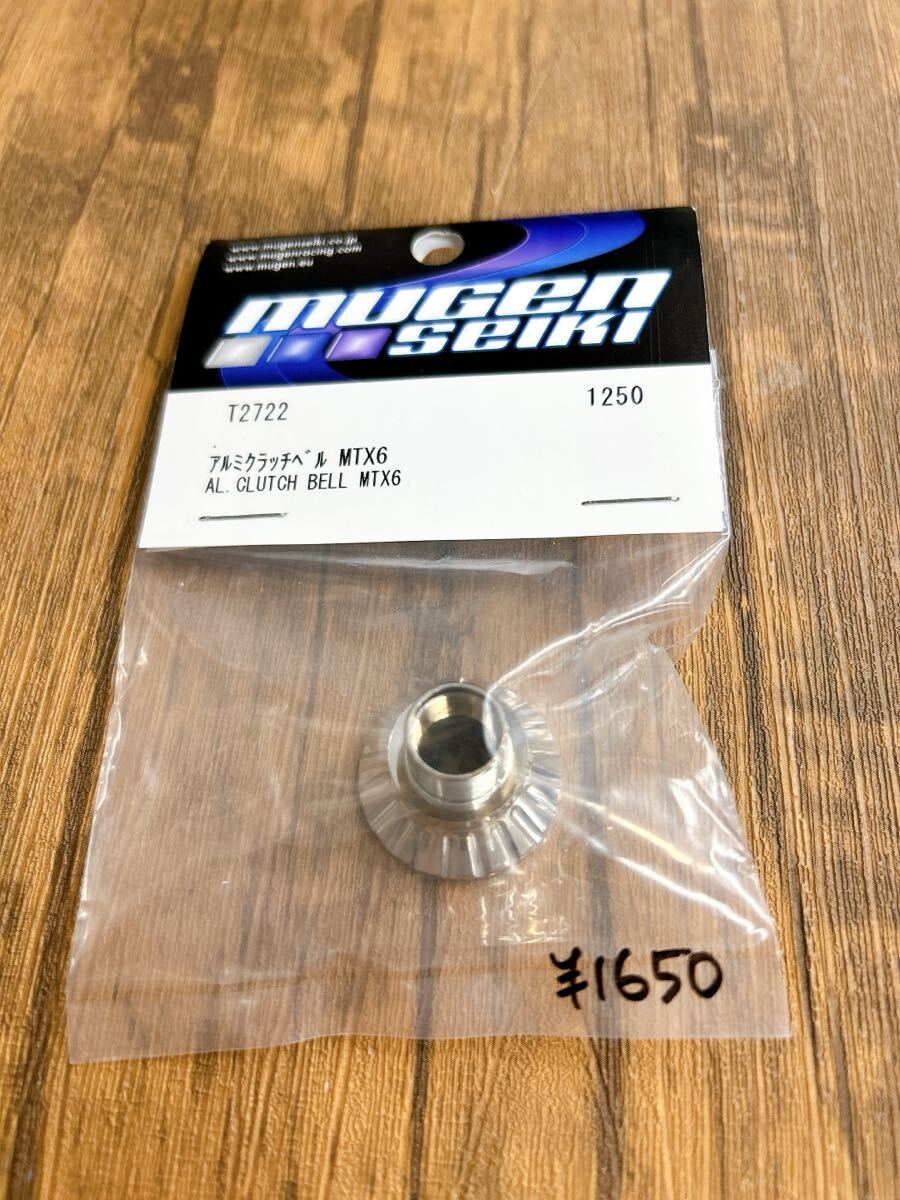 www.mugenseiki.co.jp
www.mugenracing.com
www.mugen.eu
mugen
seiki
T2722 1250
アルミクラッチベル MTX6
AL. CLUTCH BELL MTX6
¥1650